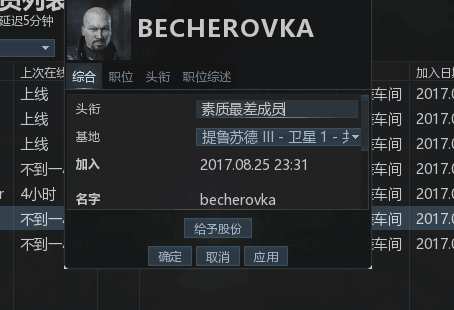 员列表
延迟5分钟
BECHEROVKA
综合 职位 头衔 职位综述
上次在线
加入日
上线
上线
上线
不到一
4小时
不到一
不到一
头衔 素质最差成员
基地 提鲁苏德 III - 卫星 1 -
加入 2017.08.25 23:31
名字 becherovka
车间 2017.0
车间 2017.0
车间 2017.0
车间 2017.0
车间 2017.0
车间 2017.0
车间 2017.0
给予股份
确定 取消 应用